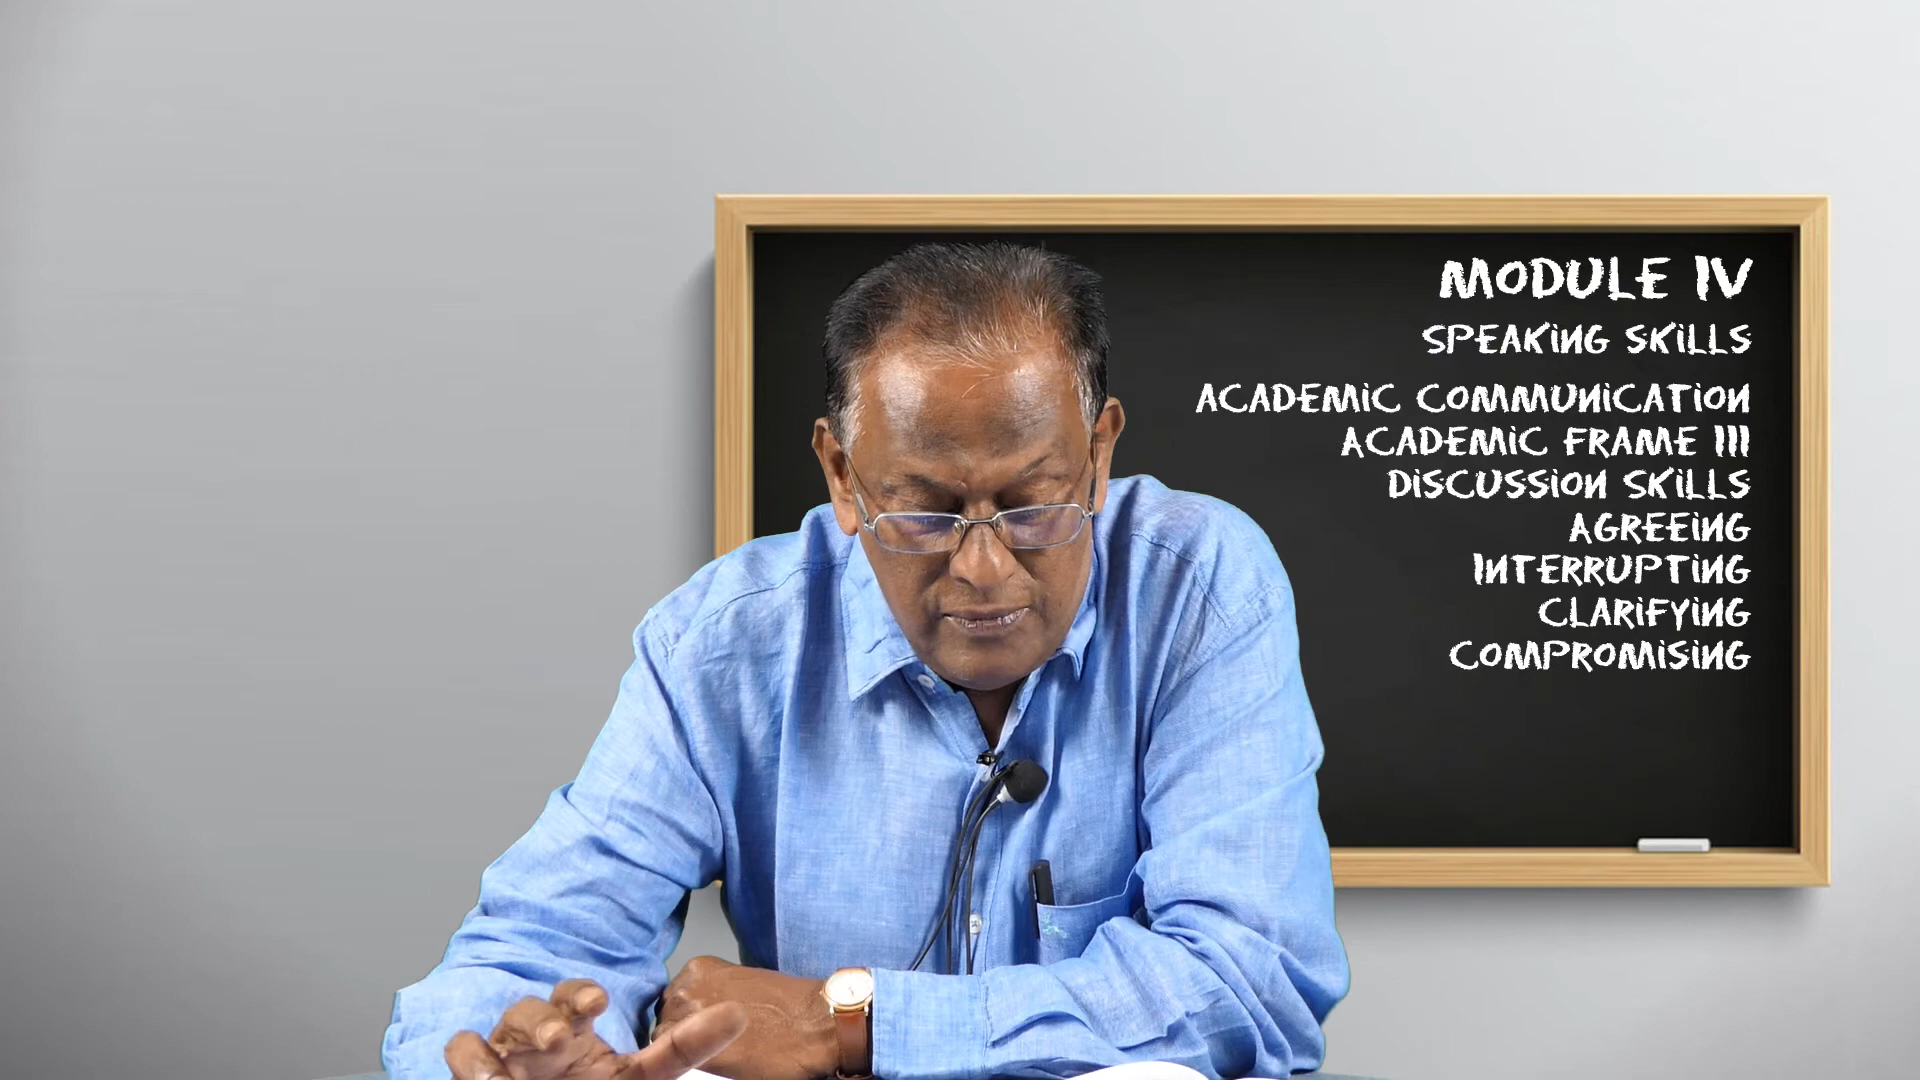 MODULE IV
SPEAKING SKILLS
ACADEMIC COMMUNICATION
ACADEMIC FRAME III
DISCUSSION SKILLS
AGREEING
INTERRUPTING
CLARIFYING
COMPROMISING